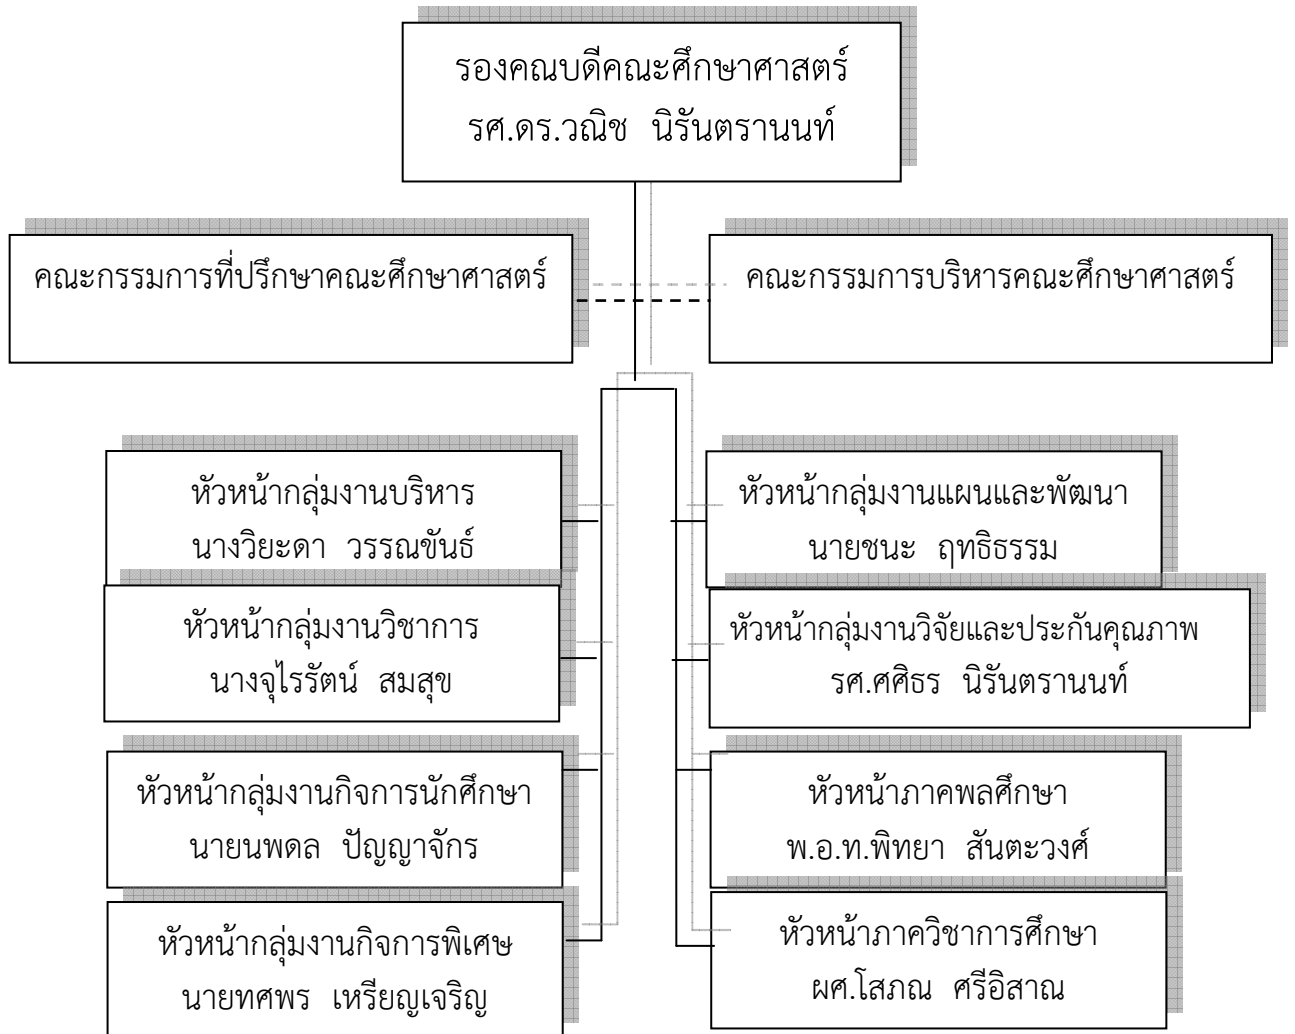 รองคณบดีคณะศึกษาศาสตร์
รศ.ดร.วณิช นิรันตรานนท์
คณะกรรมการที่ปรึกษาคณะศึกษาศาสตร์
คณะกรรมการบริหารคณะศึกษาศาสตร์
หัวหน้ากลุ่มงานบริหาร
นางวิยะดา วรรณขันธ์
หัวหน้ากลุ่มงานแผนและพัฒนา
นายชนะ ฤทธิธรรม
หัวหน้ากลุ่มงานวิชาการ
นางจุไรรัตน์ สมสุข
หัวหน้ากลุ่มงานวิจัยและประกันคุณภาพ
รศ.ศศิธร นิรันตรานนท์
หัวหน้ากลุ่มงานกิจการนักศึกษา
นายนพดล ปัญญาจักร
หัวหน้าภาคพลศึกษา
พ.อ.ท.พิทยา สันตะวงศ์
หัวหน้ากลุ่มงานกิจการพิเศษ
นายทศพร เหรียญเจริญ
หัวหน้าภาควิชาการศึกษา
ผศ.โสภณ ศรีอิสาณ